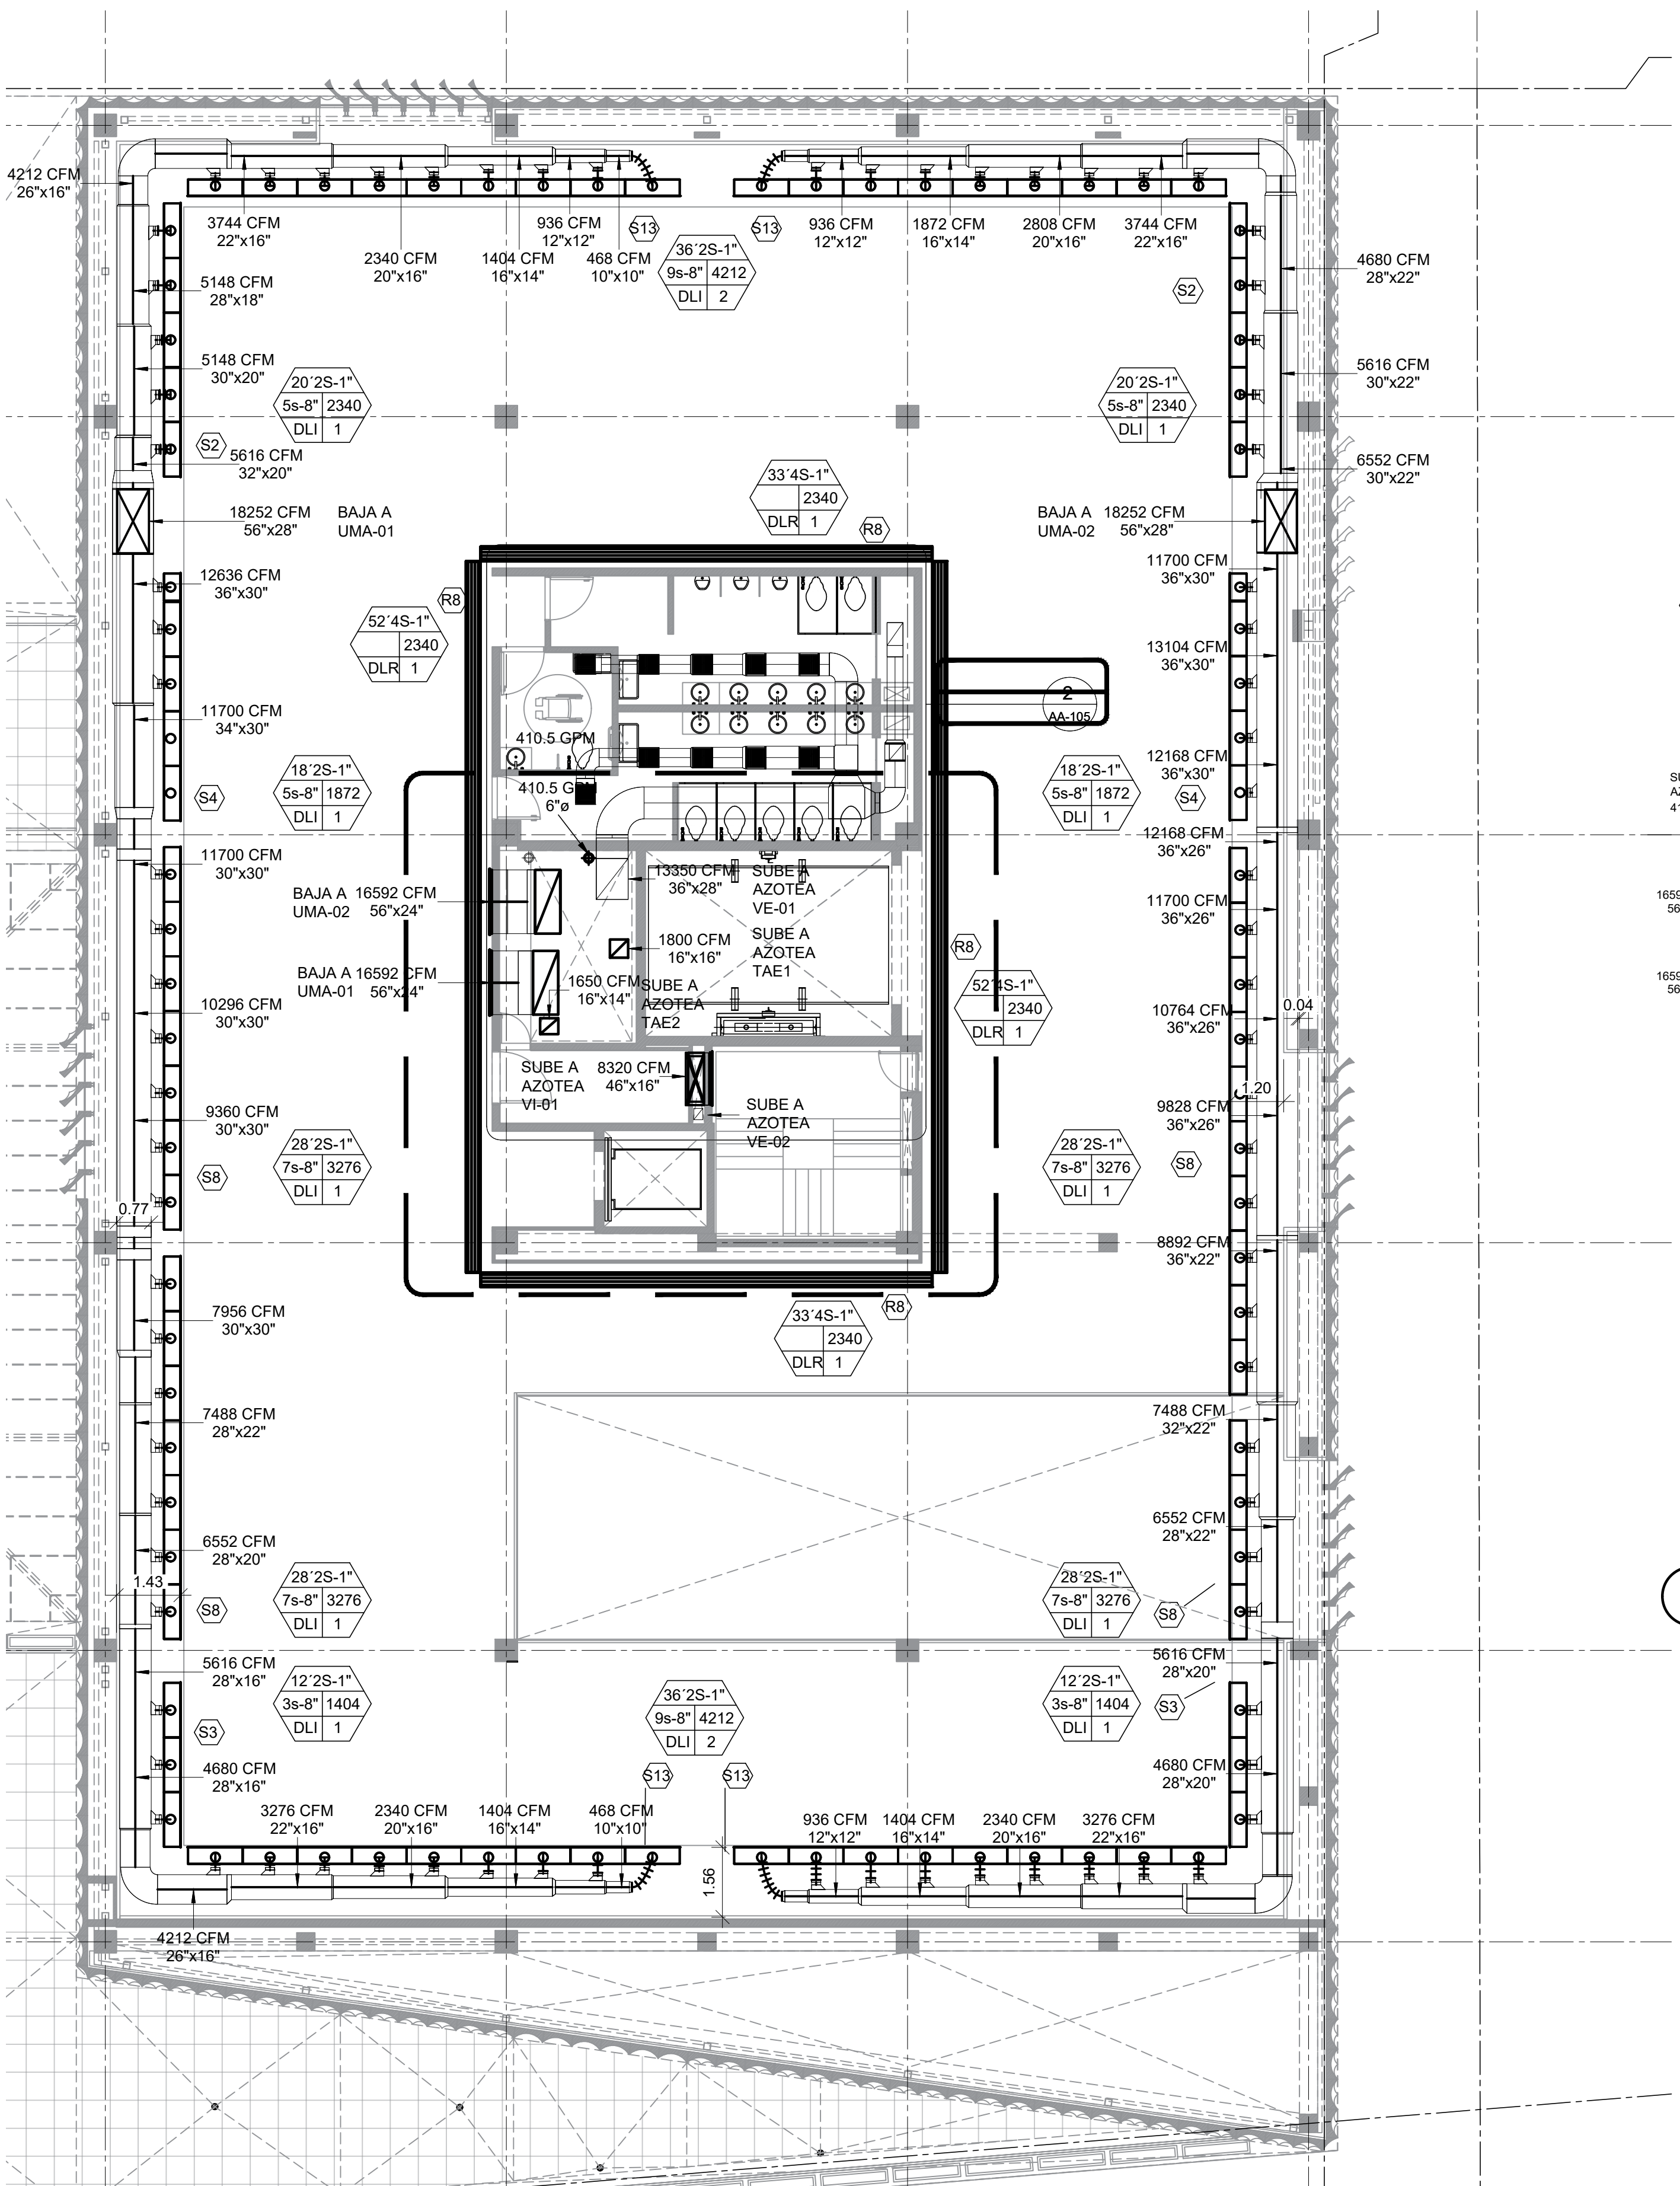 4212 CFM
26"x16"
3744 CFM
22"x16"
2340 CFM
20"x16"
1404 CFM
16"x14"
936 CFM
12"x12"
468 CFM
10"x10"
S13
S13
936 CFM
12"x12"
1872 CFM
16"x14"
2808 CFM
20"x16"
3744 CFM
22"x16"
36´2S-1"
9s-8" 4212
DLI 2
5148 CFM
28"x18"
S2
4680 CFM
28"x22"
5148 CFM
30"x20"
5616 CFM
30"x22"
20´2S-1"
5s-8" 2340
DLI 1
20´2S-1"
5s-8" 2340
DLI 1
S2
5616 CFM
32"x20"
6552 CFM
30"x22"
33´4S-1"
2340
DLR 1
R8
18252 CFM
56"x28"
BAJA A
UMA-01
BAJA A
UMA-02
18252 CFM
56"x28"
12636 CFM
36"x30"
11700 CFM
36"x30"
R8
52´4S-1"
2340
DLR 1
13104 CFM
36"x30"
2
AA-105
11700 CFM
34"x30"
410.5 GPM
12168 CFM
36"x30"
18´2S-1"
5s-8" 1872
DLI 1
S4
410.5 GPM
6"ø
18´2S-1"
5s-8" 1872
DLI 1
S4
12168 CFM
36"x26"
11700 CFM
30"x30"
13350 CFM
36"x28"
SUBE A
AZOTEA
VE-01
BAJA A
UMA-02
16592 CFM
56"x24"
11700 CFM
36"x26"
1800 CFM
16"x16"
SUBE A
AZOTEA
TAE1
R8
BAJA A
UMA-01
16592 CFM
56"x24"
1650 CFM
16"x14"
SUBE A
AZOTEA
TAE2
52´4S-1"
2340
DLR 1
10296 CFM
30"x30"
10764 CFM
36"x26"
0.04
SUBE A
AZOTEA
VI-01
8320 CFM
46"x16"
1.20
9360 CFM
30"x30"
SUBE A
AZOTEA
VE-02
9828 CFM
36"x26"
28´2S-1"
7s-8" 3276
DLI 1
S8
28´2S-1"
7s-8" 3276
DLI 1
S8
0.77
8892 CFM
36"x22"
7956 CFM
30"x30"
R8
33´4S-1"
2340
DLR 1
7488 CFM
28"x22"
7488 CFM
32"x22"
6552 CFM
28"x20"
6552 CFM
28"x22"
1.43
28´2S-1"
7s-8" 3276
DLI 1
S8
28´2S-1"
7s-8" 3276
DLI 1
S8
5616 CFM
28"x16"
5616 CFM
28"x20"
12´2S-1"
3s-8" 1404
DLI 1
S3
36´2S-1"
9s-8" 4212
DLI 2
12´2S-1"
3s-8" 1404
DLI 1
S3
4680 CFM
28"x16"
S13
S13
4680 CFM
28"x20"
3276 CFM
22"x16"
2340 CFM
20"x16"
1404 CFM
16"x14"
468 CFM
10"x10"
936 CFM
12"x12"
1404 CFM
16"x14"
2340 CFM
20"x16"
3276 CFM
22"x16"
1.56
4212 CFM
26"x16"